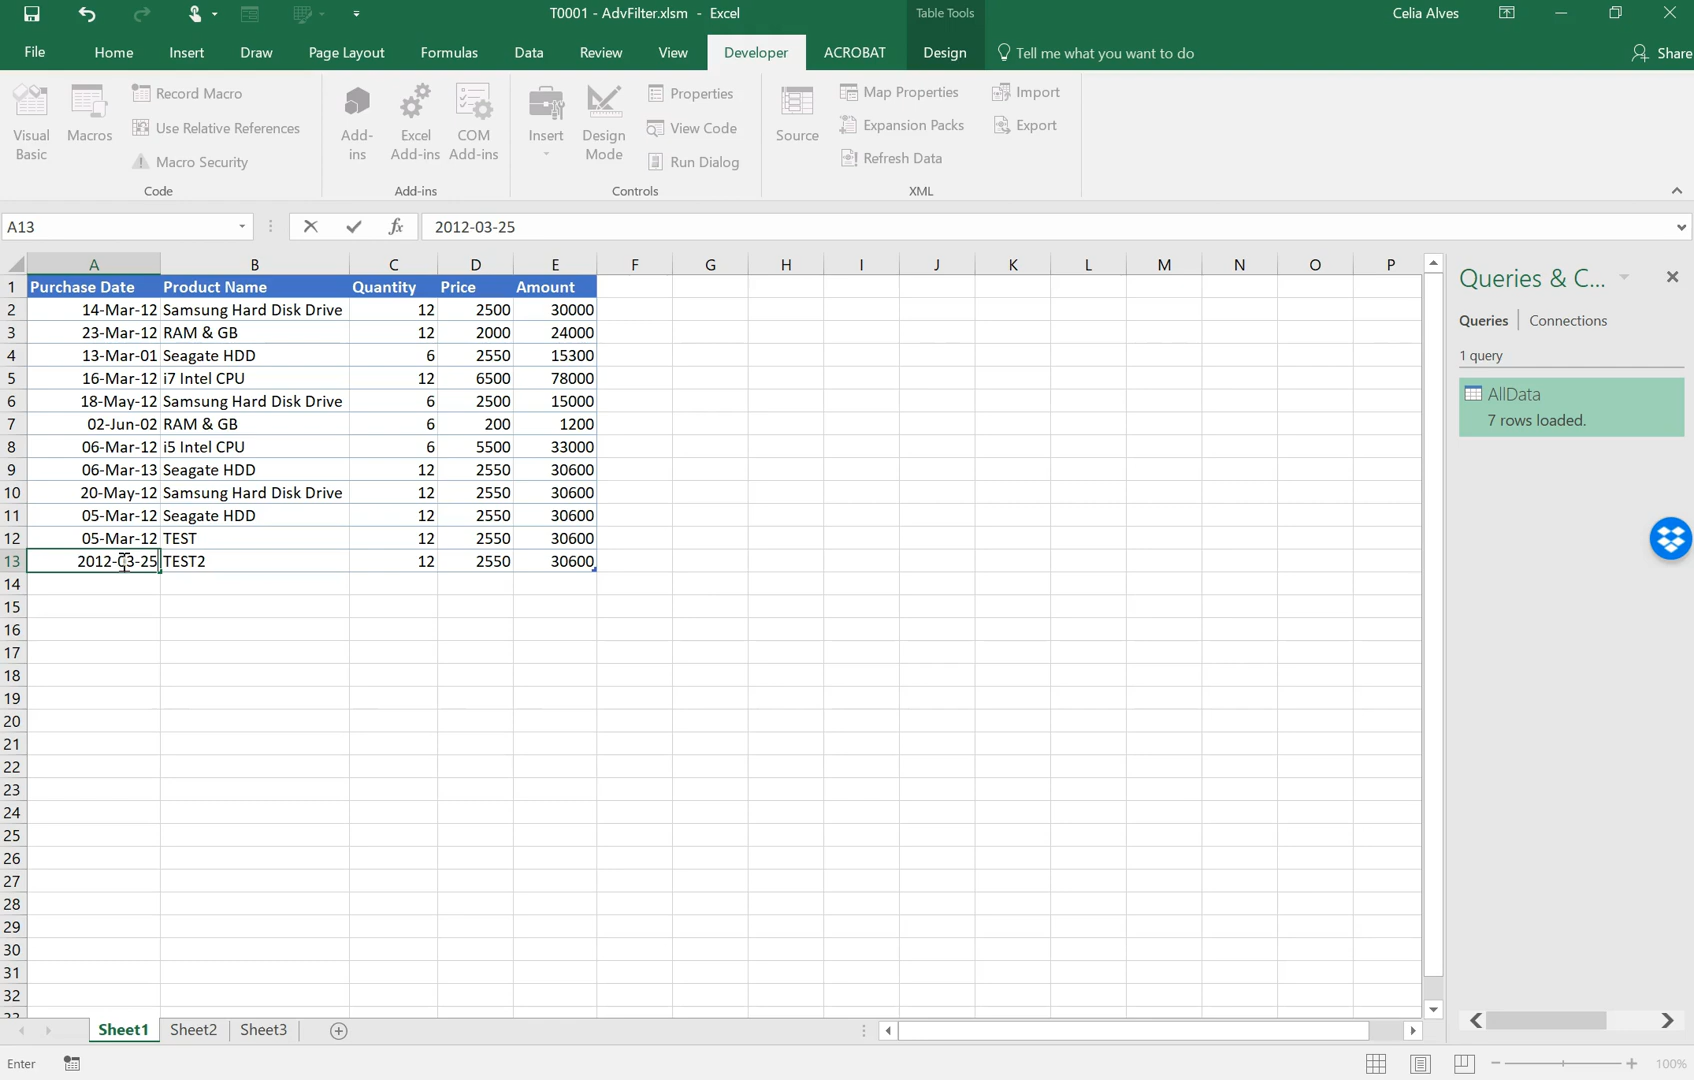 T0001 - AdvFilter.xlsm - Excel
Table Tools
Celia Alves
File Home Insert Draw Page Layout Formulas Data Review View Developer ACROBAT Design Tell me what you want to do Share
Visual Basic
Macros
Record Macro
Use Relative References
Macro Security
Code
Add-ins
Excel Add-ins
COM Add-ins
Add-ins
Insert
Design Mode
Properties
View Code
Run Dialog
Controls
Source
Map Properties
Expansion Packs
Refresh Data
Import
Export
XML
A13 fx 2012-03-25
A B C D E F G H I J K L M N O P
1 Purchase Date Product Name Quantity Price Amount
2 14-Mar-12 Samsung Hard Disk Drive 12 2500 30000
3 23-Mar-12 RAM & GB 12 2000 24000
4 13-Mar-01 Seagate HDD 6 2550 15300
5 16-Mar-12 i7 Intel CPU 12 6500 78000
6 18-May-12 Samsung Hard Disk Drive 6 2500 15000
7 02-Jun-02 RAM & GB 6 200 1200
8 06-Mar-12 i5 Intel CPU 6 5500 33000
9 06-Mar-13 Seagate HDD 12 2550 30600
10 20-May-12 Samsung Hard Disk Drive 12 2550 30600
11 05-Mar-12 Seagate HDD 12 2550 30600
12 05-Mar-12 TEST 12 2550 30600
13 2012-03-25 TEST2 12 2550 30600
14
15
16
17
18
19
20
21
22
23
24
25
26
27
28
29
30
31
32
33
Queries & C...
Queries Connections
1 query
AllData
7 rows loaded.
Sheet1 Sheet2 Sheet3
Enter
100%